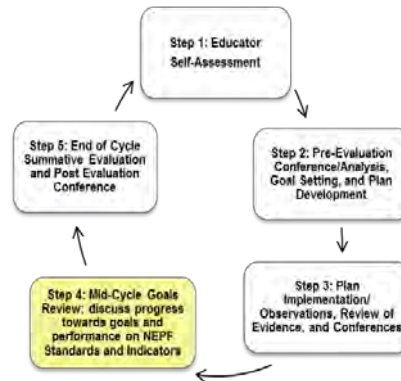 Step 1: Educator
Self-Assessment
Step 2: Pre-Evaluation
Conference/Analysis,
Goal Setting, and Plan
Development
Step 3: Plan
Implementation/
Observations, Review of
Evidence, and Conferences
Step 4: Mid-Cycle Goals
Review; discuss progress
towards goals and
performance on NEPF
Standards and Indicators
Step 5: End of Cycle
Summative Evaluation
and Post Evaluation
Conference